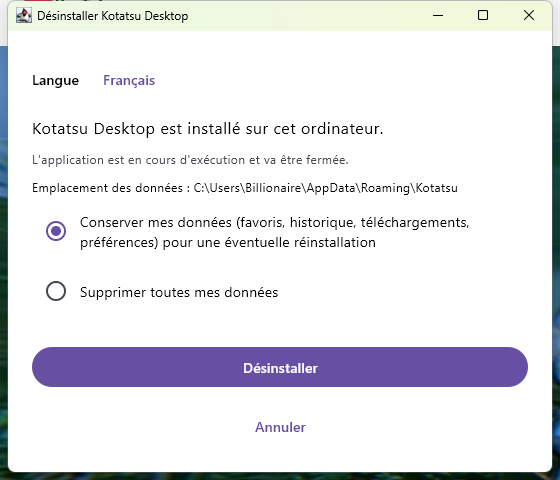 Désinstaller Kotatsu Desktop
Langue Français
Kotatsu Desktop est installé sur cet ordinateur.
L'application est en cours d'exécution et va être fermée.
Emplacement des données : C:\Users\Billionaire\AppData\Roaming\Kotatsu
Conserver mes données (favoris, historique, téléchargements,
préférences) pour une éventuelle réinstallation
Supprimer toutes mes données
Désinstaller
Annuler